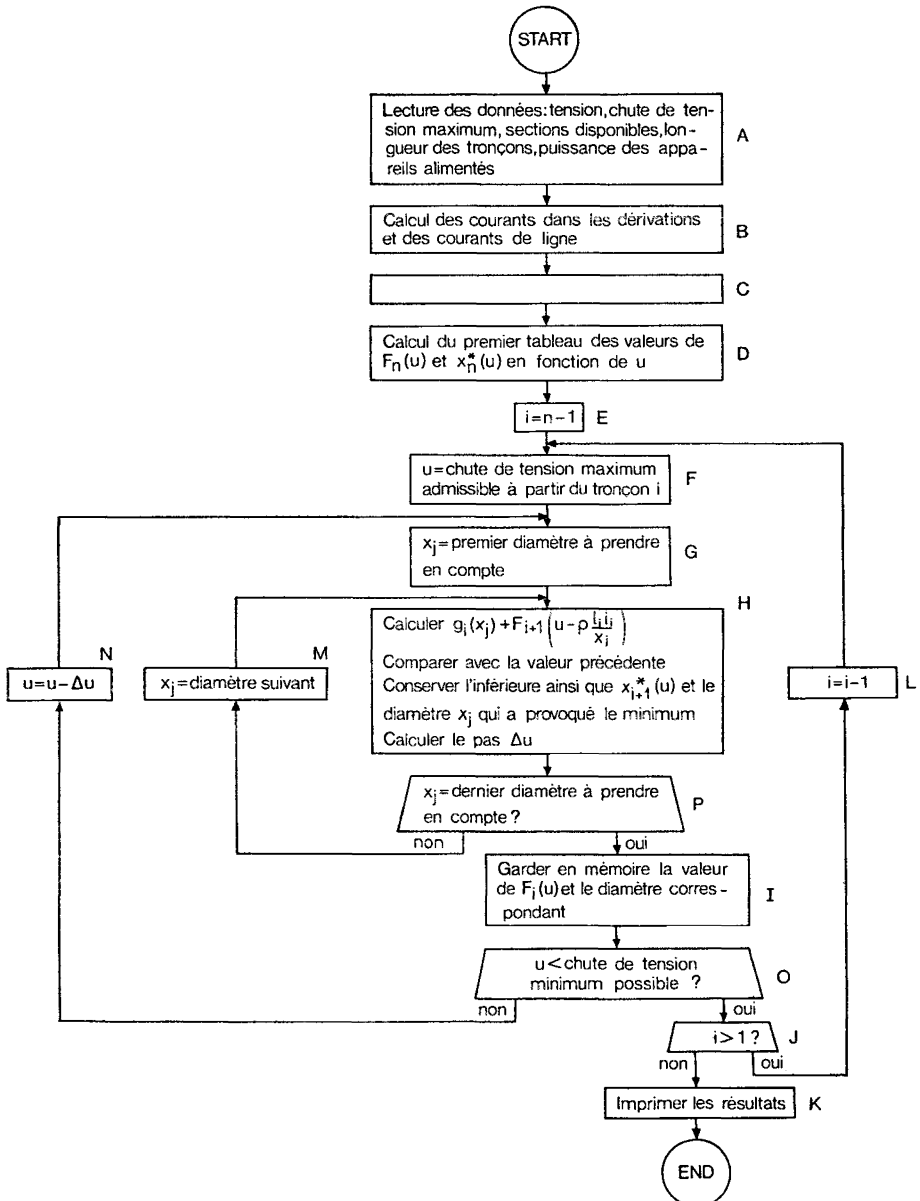 START
Lecture des données: tension, chute de ten-
sion maximum, sections disponibles, lon-
gueur des tronçons, puissance des appa-
reils alimentés
A
Calcul des courants dans les dérivations
et des courants de ligne
B
C
Calcul du premier tableau des valeurs de
Fn(u) et xn*(u) en fonction de u
D
i=n-1
E
u=chute de tension maximum
admissible à partir du tronçon i
F
xj=premier diamètre à prendre
en compte
G
H
Calculer gi(xj)+Fi+1(u-ρ liii/xj)
Comparer avec la valeur précédente
Conserver l'inférieure ainsi que x*i+1(u) et le
diamètre xj qui a provoqué le minimum
Calculer le pas Δu
N
u=u-Δu
M
xj=diamètre suivant
i=i-1
L
xj=dernier diamètre à prendre
en compte?
P
non
oui
Garder en mémoire la valeur
de Fi(u) et le diamètre corres-
pondant
I
u<chute de tension
minimum possible ?
O
non
oui
i>1?
J
non
oui
Imprimer les résultats
K
END